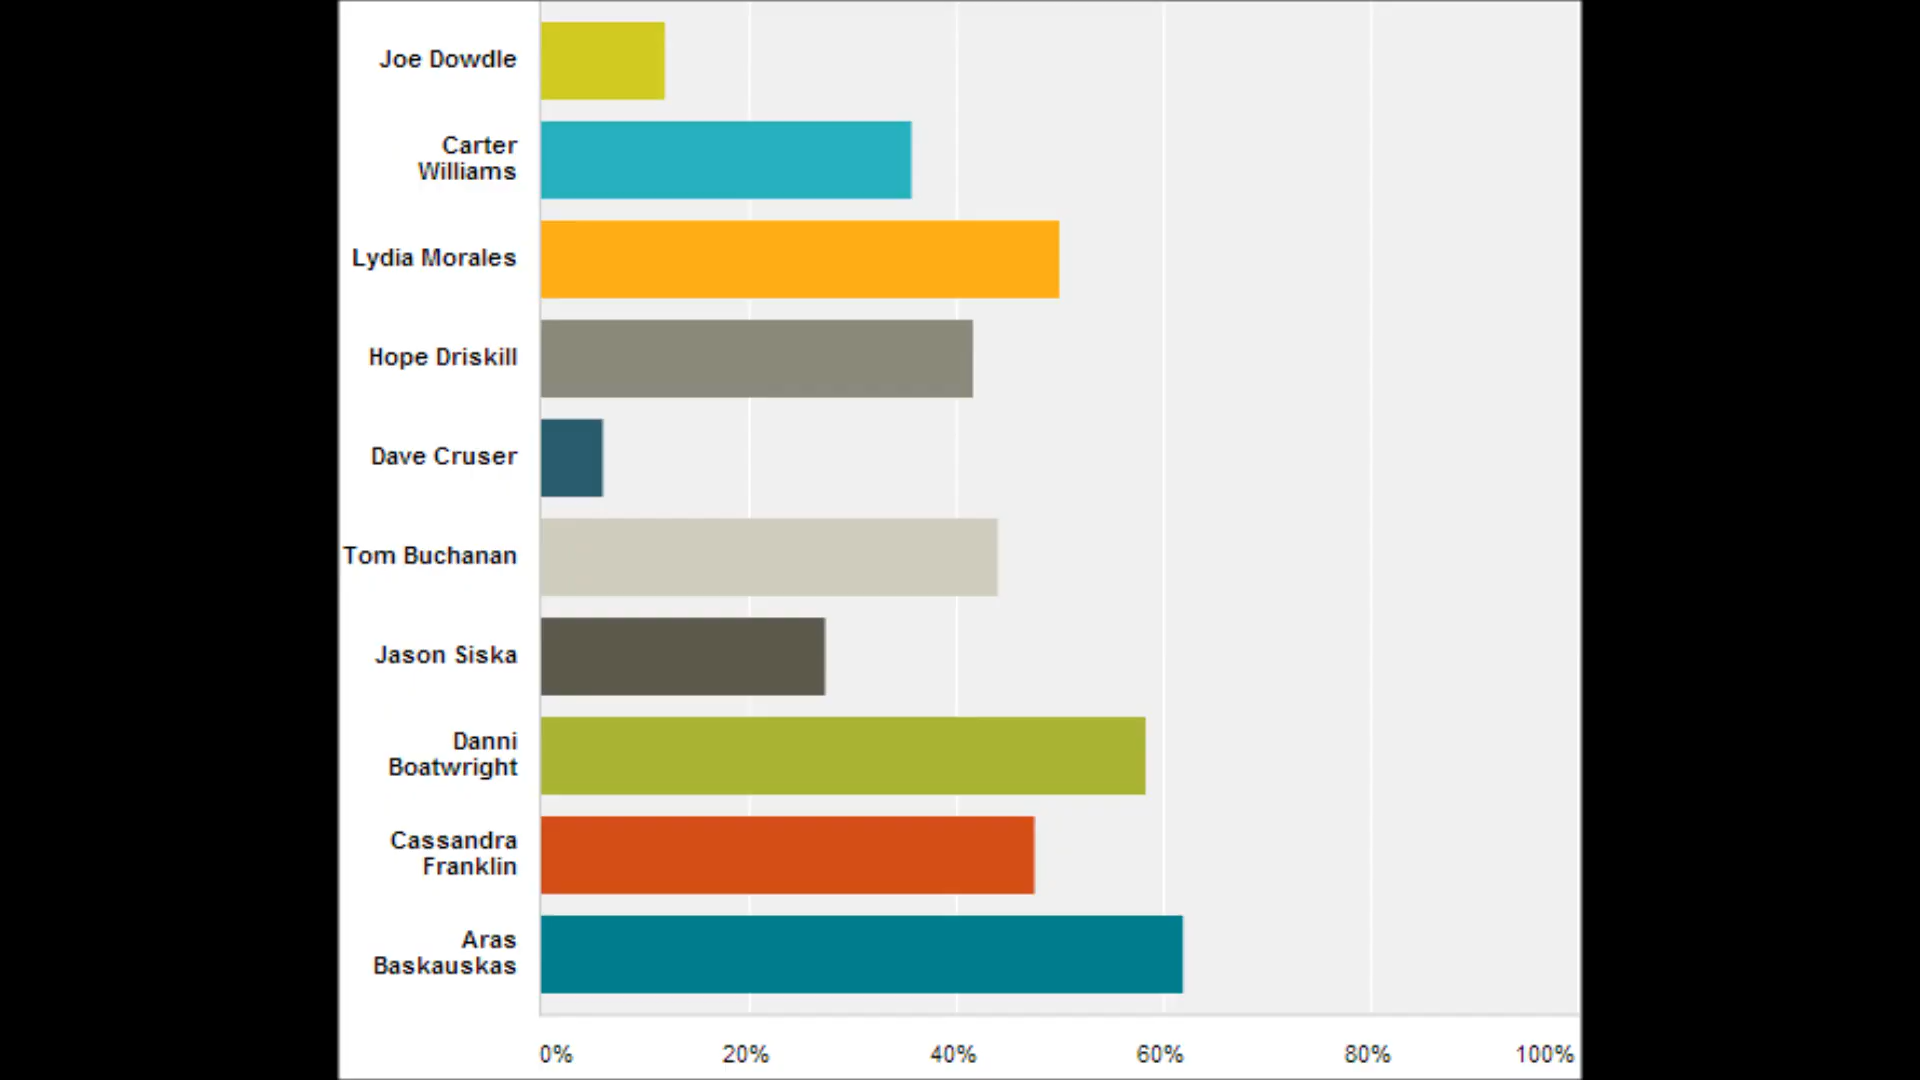 Joe Dowdle
Carter
Williams
Lydia Morales
Hope Driskill
Dave Cruser
Tom Buchanan
Jason Siska
Danni
Boatwright
Cassandra
Franklin
Aras
Baskauskas
0% 20% 40% 60% 80% 100%